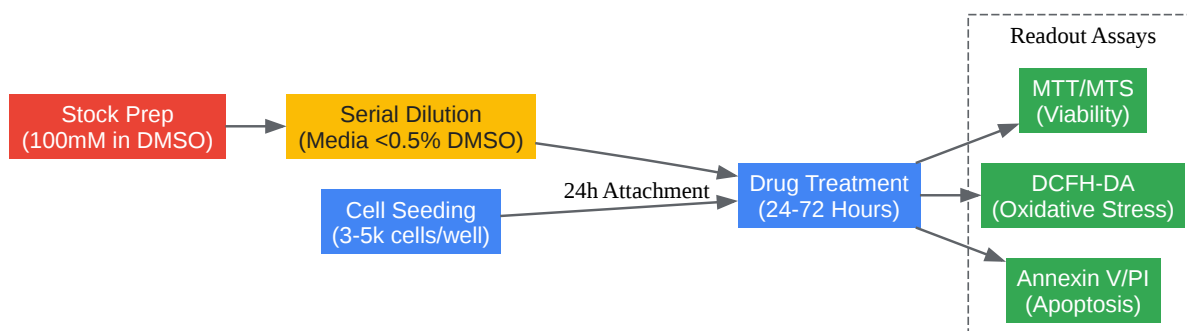 Stock Prep
(100mM in DMSO)
Serial Dilution
(Media <0.5% DMSO)
Cell Seeding
(3-5k cells/well)
24h Attachment
Drug Treatment
(24-72 Hours)
Readout Assays
MTT/MTS
(Viability)
DCFH-DA
(Oxidative Stress)
Annexin V/PI
(Apoptosis)